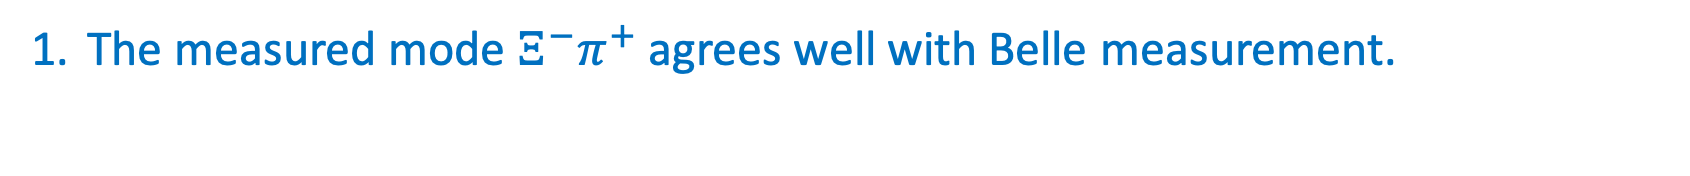 1. The measured mode Ξ⁻π⁺ agrees well with Belle measurement.